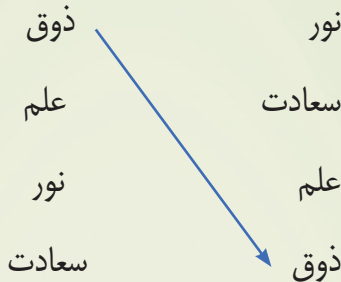 نور ذوق
سعادت علم
علم نور
ذوق سعادت